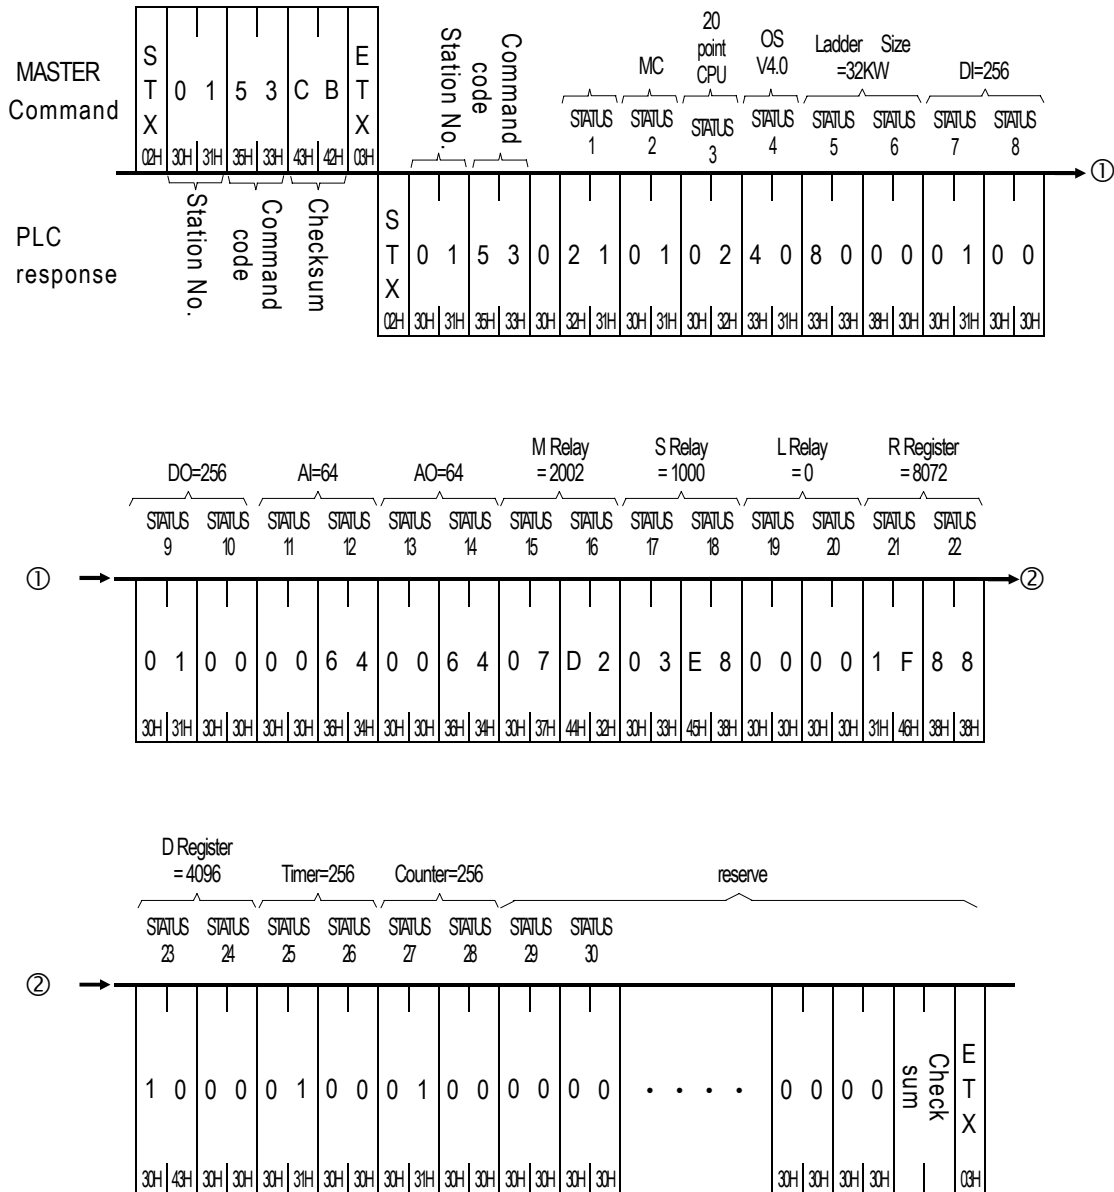 MASTER
Command
S T X 0 1 5 3 C B E T X
02H 30H 31H 35H 33H 43H 42H 03H
Station No.
Command code
Checksum
Station No.
Command code
MC
20 point CPU
OS V4.0
Ladder Size =32KW
DI=256
STATUS 1 STATUS 2 STATUS 3 STATUS 4 STATUS 5 STATUS 6 STATUS 7 STATUS 8
①
PLC
response
S T X 0 1 5 3 0 2 1 0 1 0 2 4 0 8 0 0 0 0 1 0 0
02H 30H 31H 35H 33H 30H 32H 31H 30H 31H 30H 32H 33H 31H 33H 33H 38H 30H 30H 31H 30H 30H
DO=256
AI=64
AO=64
M Relay = 2002
S Relay = 1000
L Relay = 0
R Register = 8072
STATUS 9 STATUS 10 STATUS 11 STATUS 12 STATUS 13 STATUS 14 STATUS 15 STATUS 16 STATUS 17 STATUS 18 STATUS 19 STATUS 20 STATUS 21 STATUS 22
①
②
0 1 0 0 0 0 6 4 0 0 6 4 0 7 D 2 0 3 E 8 0 0 0 0 1 F 8 8
30H 31H 30H 30H 30H 30H 36H 34H 30H 30H 36H 34H 30H 37H 44H 32H 30H 33H 45H 38H 30H 30H 30H 30H 31H 46H 38H 38H
D Register = 4096
Timer=256
Counter=256
reserve
STATUS 23 STATUS 24 STATUS 25 STATUS 26 STATUS 27 STATUS 28 STATUS 29 STATUS 30
②
1 0 0 0 0 1 0 0 0 1 0 0 0 0 0 0 · · · · 0 0 0 0 Check sum E T X
30H 43H 30H 30H 30H 31H 30H 30H 30H 31H 30H 30H 30H 30H 30H 30H 30H 30H 30H 30H 03H